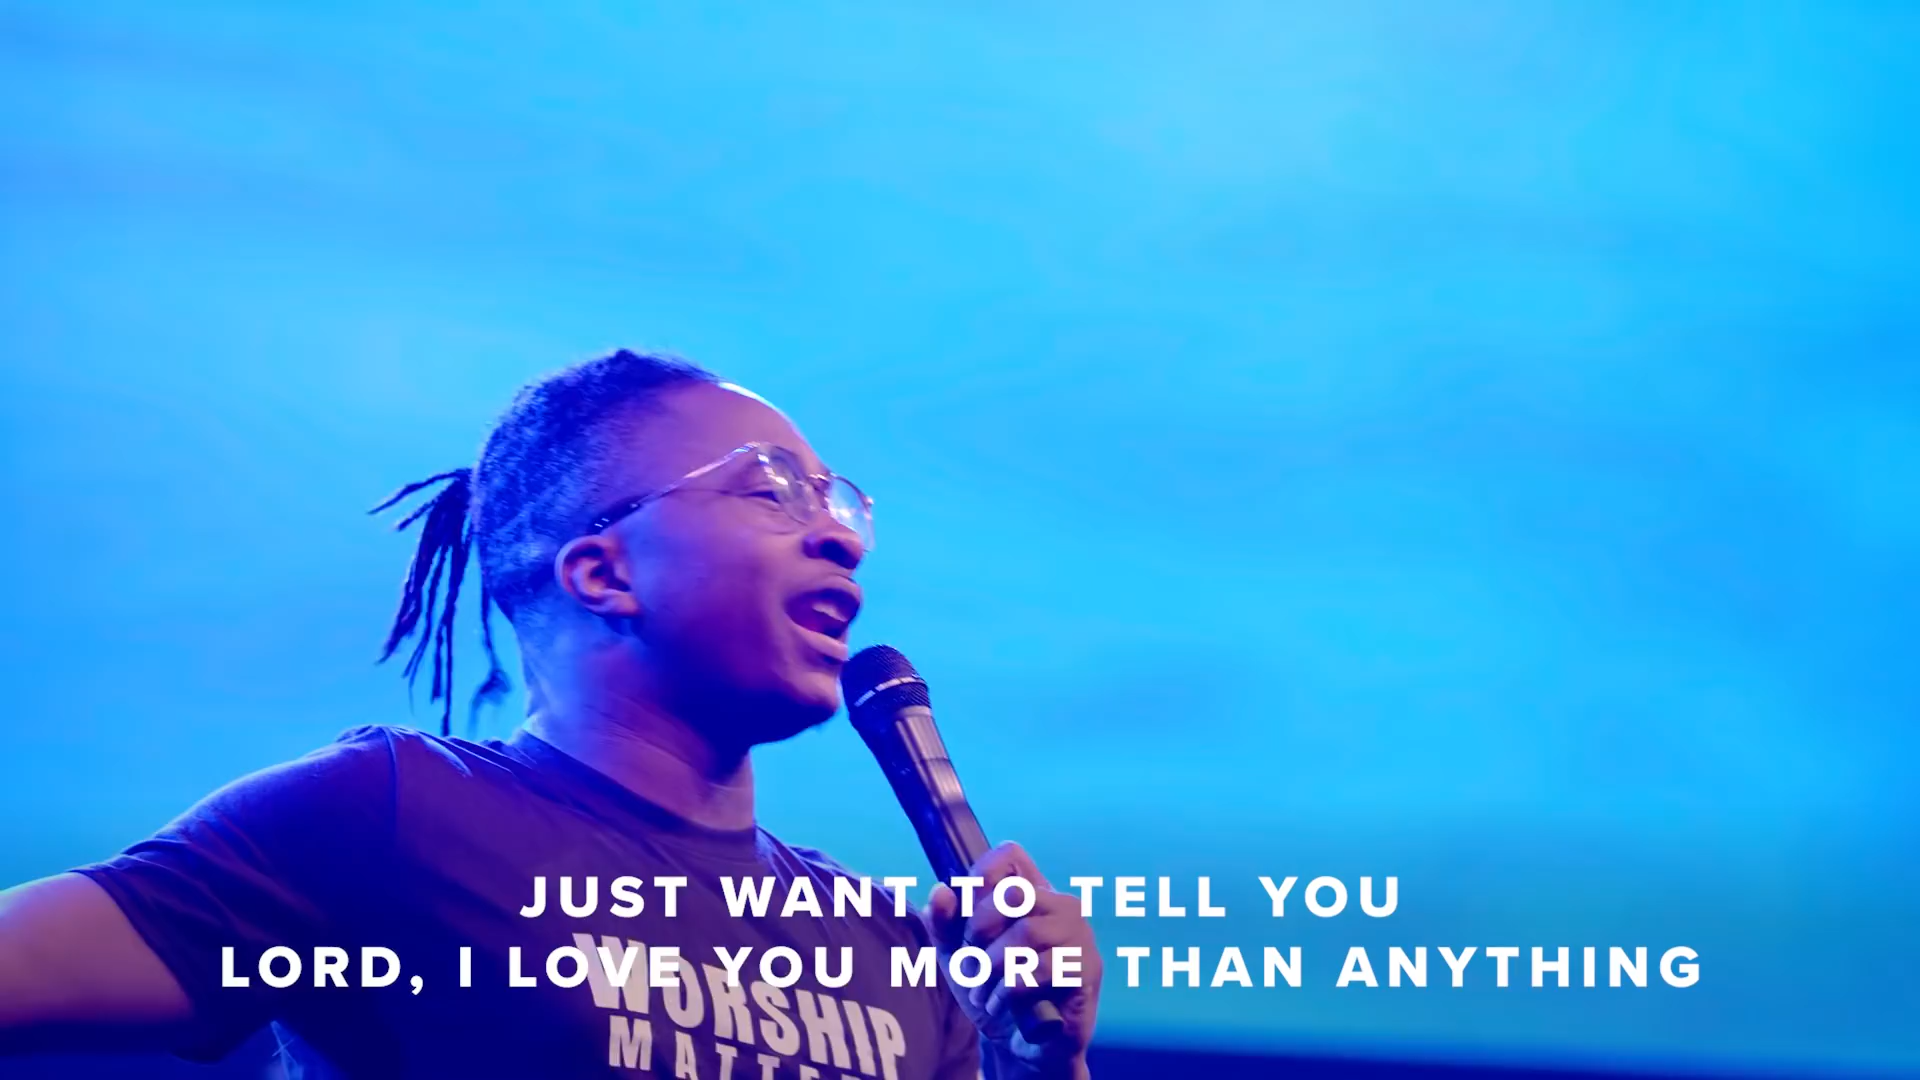 JUST WANT TO TELL YOU
LORD, I LOVE YOU MORE THAN ANYTHING
WORSHIP